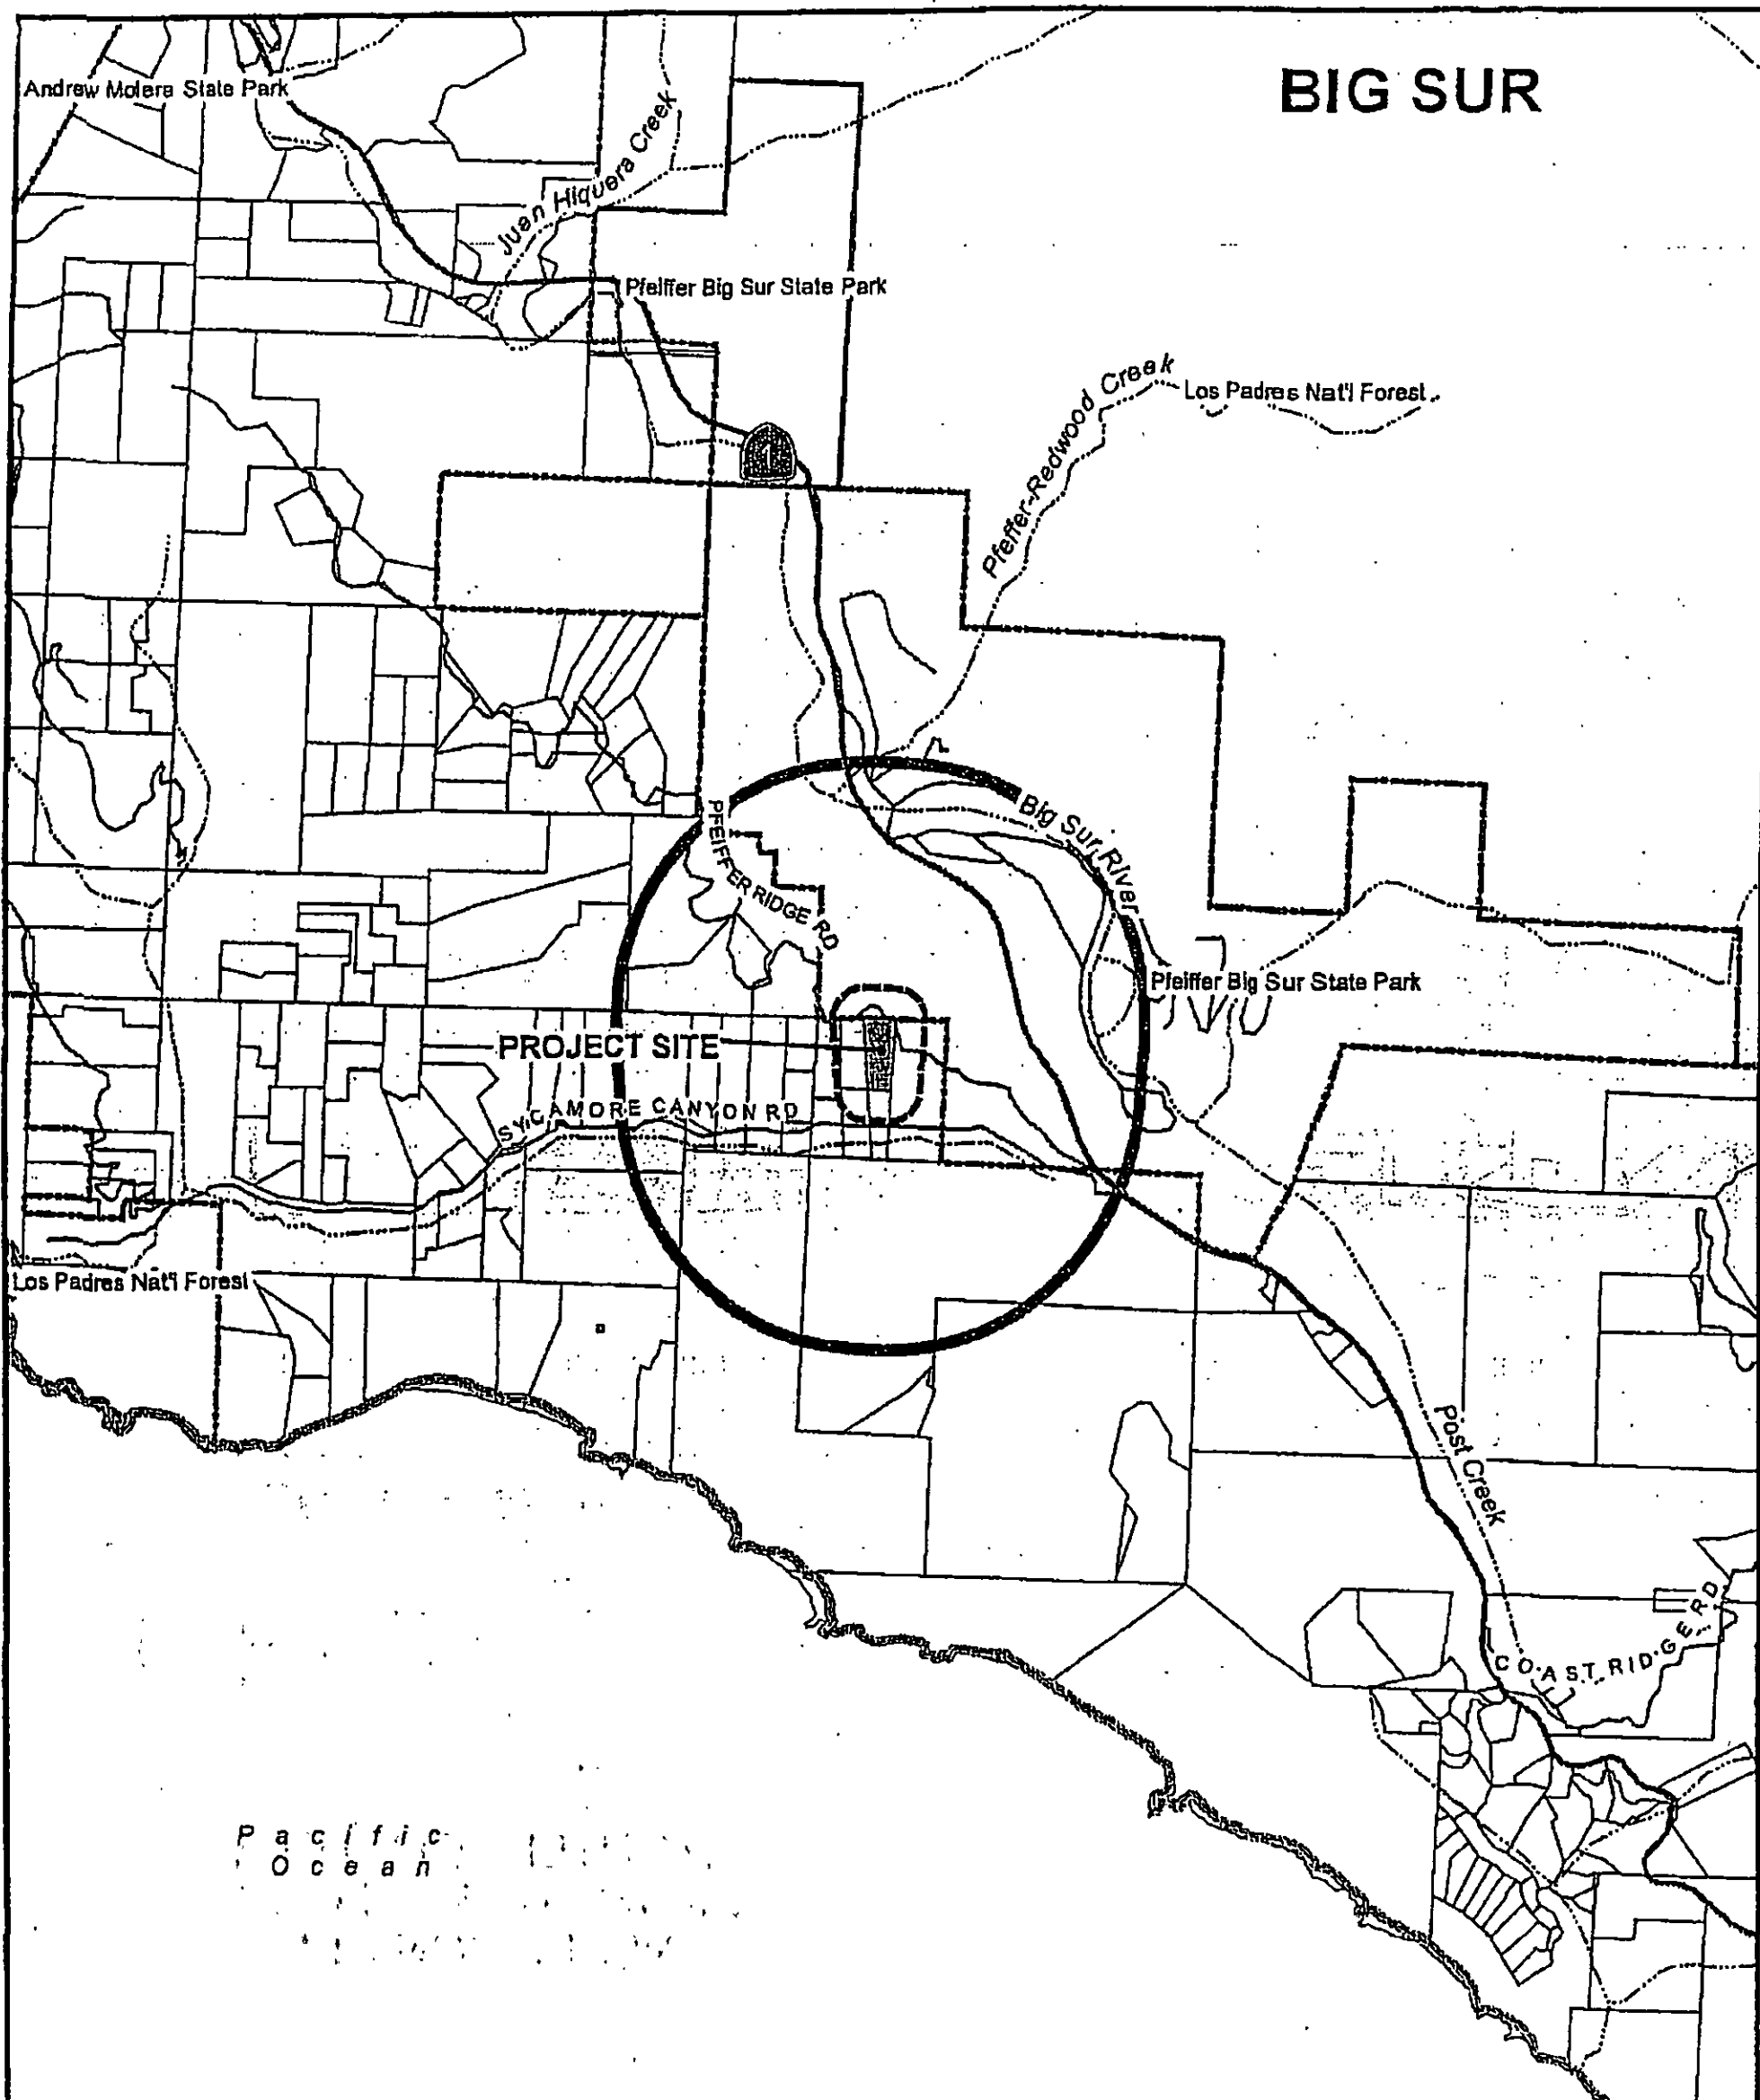 BIG SUR
Andrew Molera State Park
Juan Hiquera Creek
Pfeiffer Big Sur State Park
Pfeiffer-Redwood Creek
Los Padres Nat'l Forest
1
Big Sur River
PFEIFFER RIDGE RD
Pfeiffer Big Sur State Park
PROJECT SITE
SYCAMORE CANYON RD
Los Padres Nat'l Forest
Post Creek
COAST RIDGE RD
Pacific
Ocean